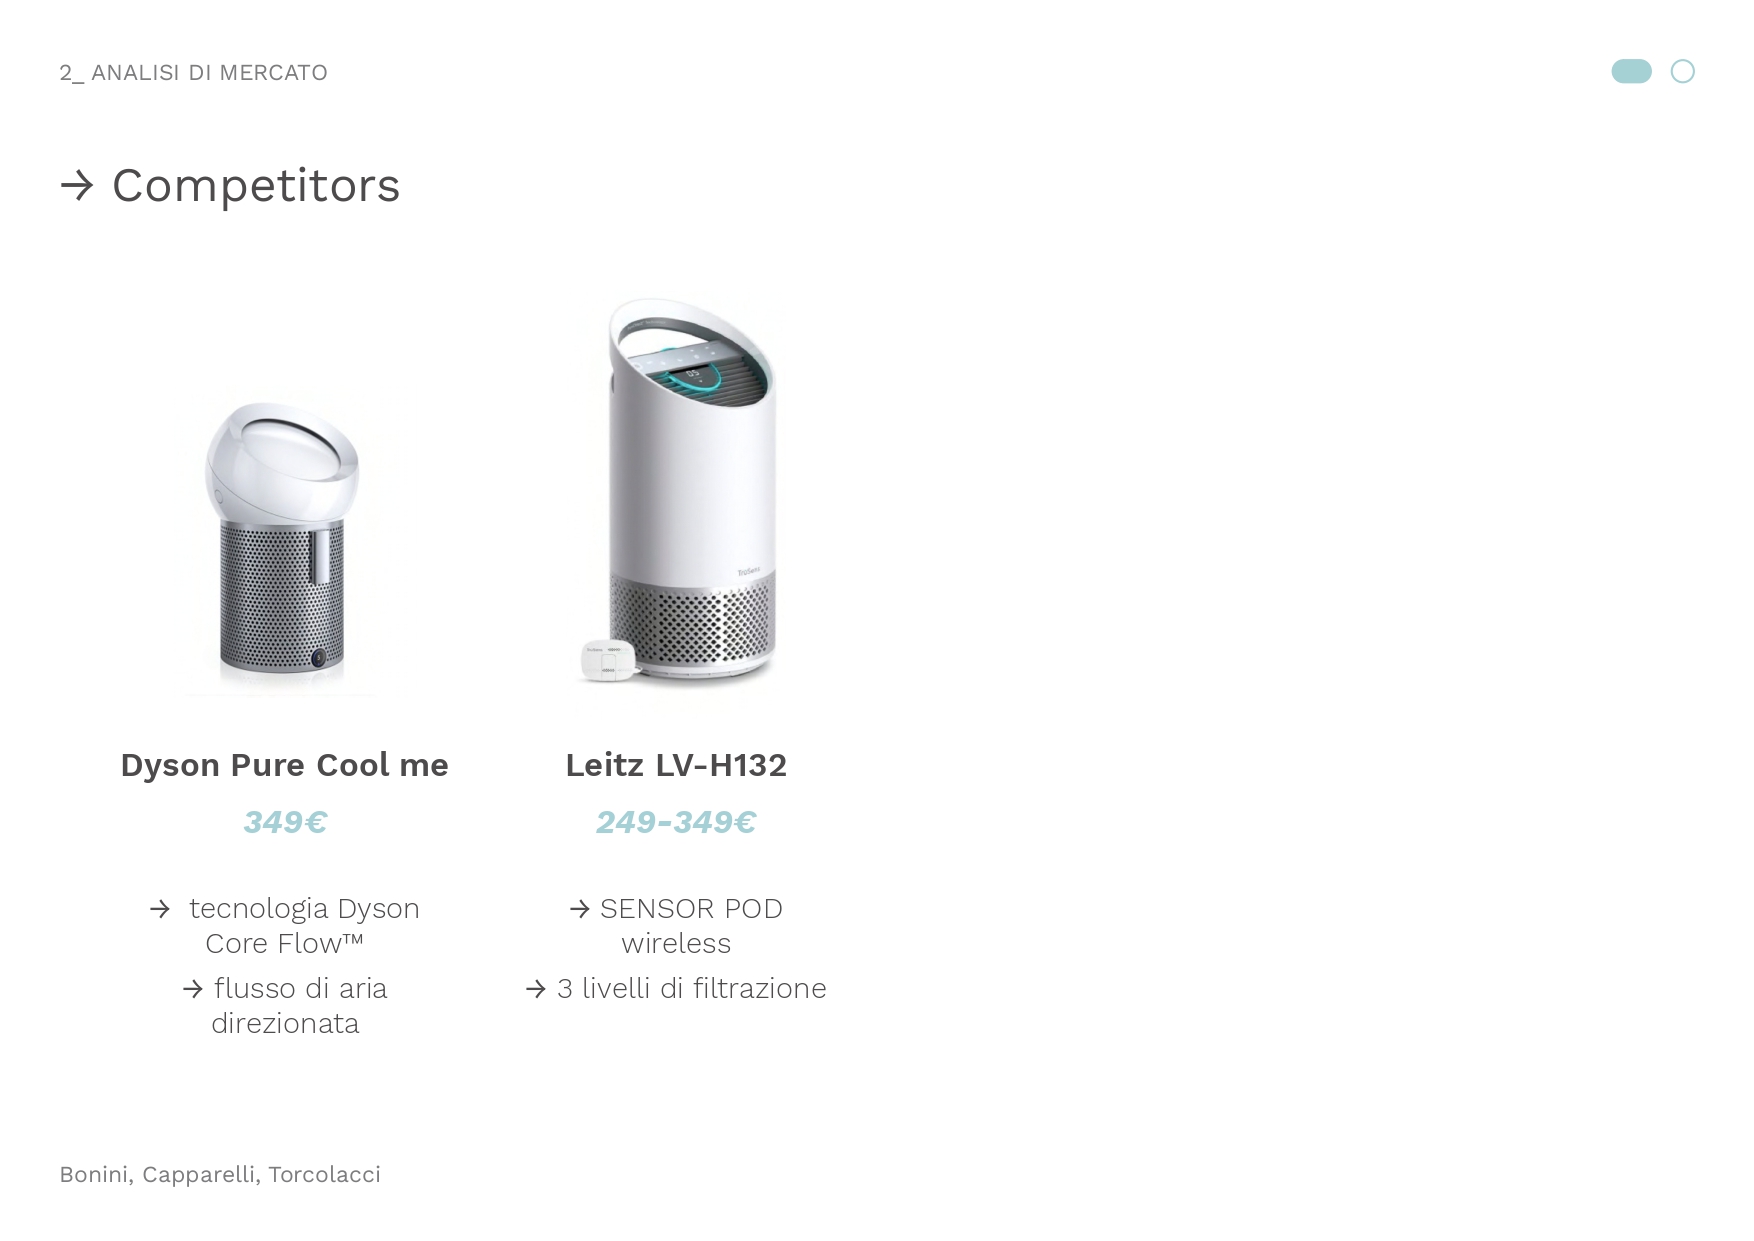 2_ ANALISI DI MERCATO
→ Competitors
TruSens
Dyson Pure Cool me
349€
→ tecnologia Dyson
Core Flow™
→ flusso di aria
direzionata
Leitz LV-H132
249-349€
→ SENSOR POD
wireless
→ 3 livelli di filtrazione
Bonini, Capparelli, Torcolacci